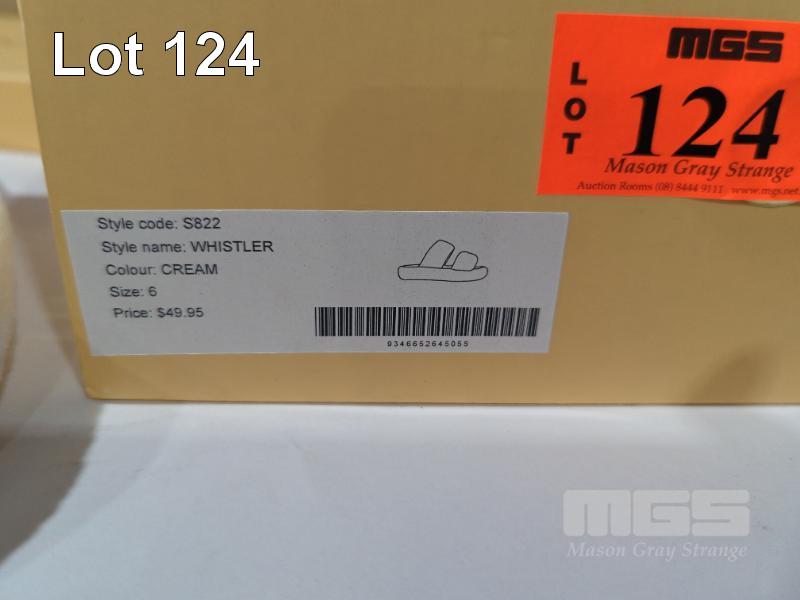 Lot 124
MGS
LOT
124
Mason Gray Strange
Auction Rooms (08) 8444 9111 www.mgs.net.
Style code: S822
Style name: WHISTLER
Colour: CREAM
Size: 6
Price: $49.95
9346652645055
MGS
Mason Gray Strange